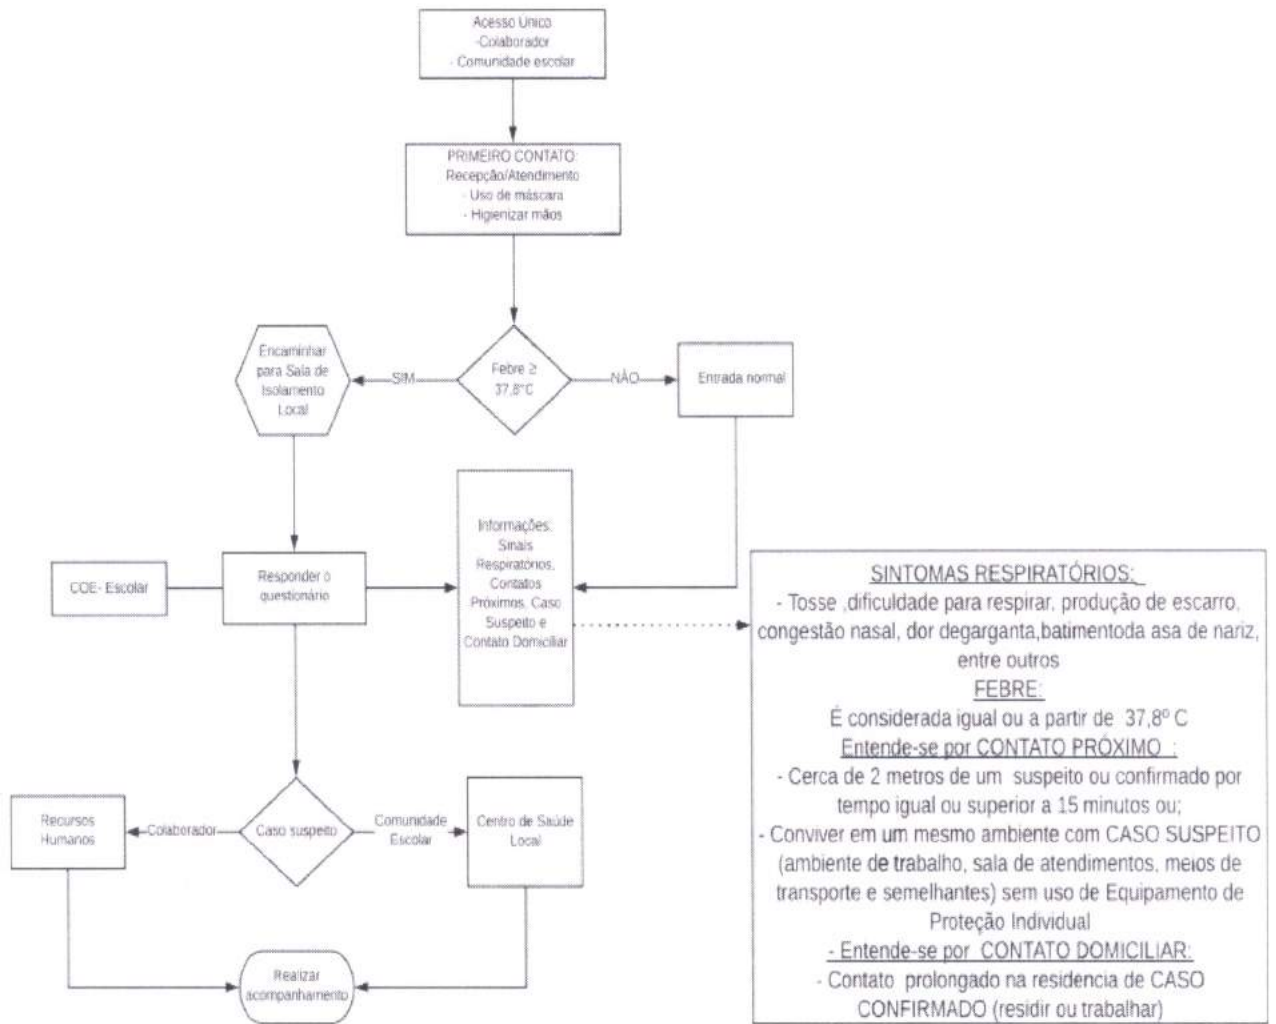 Acesso Único
-Colaborador
- Comunidade escolar
PRIMEIRO CONTATO:
Recepção/Atendimento
- Uso de máscara
- Higienizar mãos
Febre ≥
37,8°C
SIM
NÃO
Encaminhar
para Sala de
Isolamento
Local
Entrada normal
COE- Escolar
Responder o
questionário
Informações:
Sinais
Respiratórios,
Contatos
Próximos, Caso
Suspeito e
Contato Domiciliar
SINTOMAS RESPIRATÓRIOS:
- Tosse ,dificuldade para respirar, produção de escarro,
congestão nasal, dor degarganta,batimentoda asa de nariz,
entre outros
FEBRE:
É considerada igual ou a partir de 37,8º C
Entende-se por CONTATO PRÓXIMO :
- Cerca de 2 metros de um suspeito ou confirmado por
tempo igual ou superior a 15 minutos ou;
- Conviver em um mesmo ambiente com CASO SUSPEITO
(ambiente de trabalho, sala de atendimentos, meios de
transporte e semelhantes) sem uso de Equipamento de
Proteção Individual
- Entende-se por CONTATO DOMICILIAR:
- Contato prolongado na residencia de CASO
CONFIRMADO (residir ou trabalhar)
Recursos
Humanos
Colaborador
Caso suspeito
Comunidade
Escolar
Centro de Saúde
Local
Realizar
acompanhamento